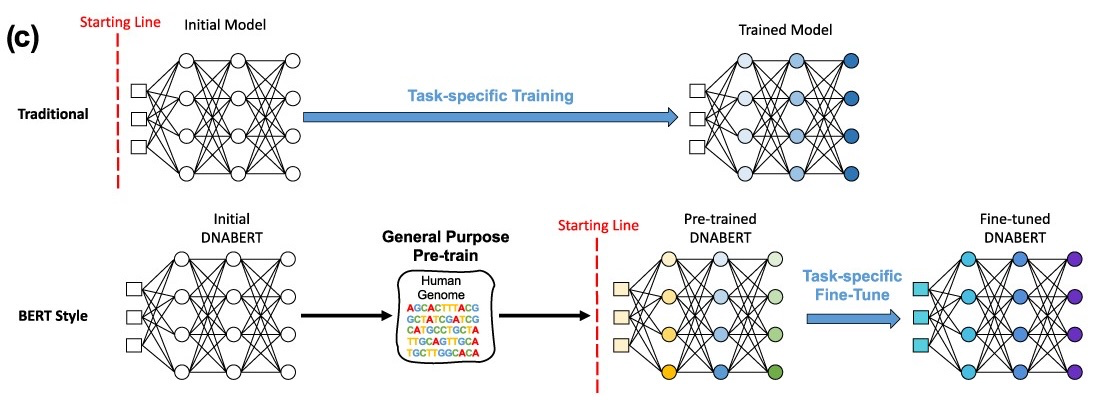 (c)
Starting Line
Initial Model
Trained Model
Traditional
Task-specific Training
Initial
DNABERT
General Purpose
Pre-train
Starting Line
Pre-trained
DNABERT
Fine-tuned
DNABERT
BERT Style
Human
Genome
AGCACTTTACG
GCTATCGATCG
CATGCCTGCTA
TTGCAGTTGCA
TGCTTGGCACA
Task-specific
Fine-Tune